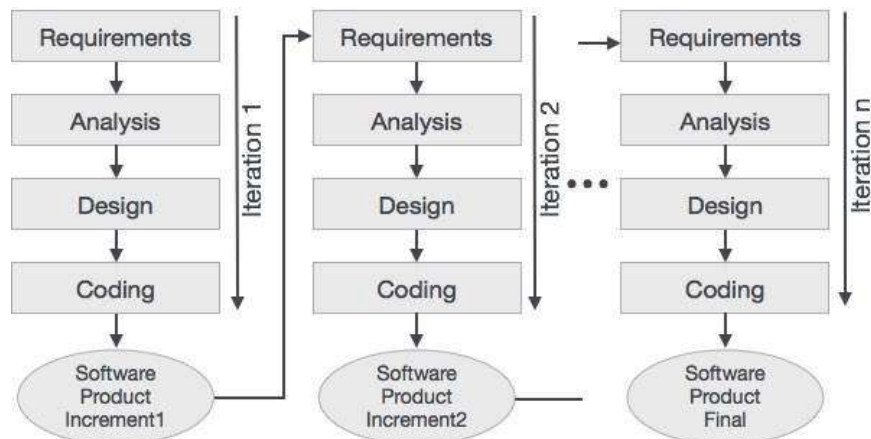 Requirements
Analysis
Design
Coding
Software
Product
Increment1
Iteration 1
Requirements
Analysis
Design
Coding
Software
Product
Increment2
Iteration 2
Requirements
Analysis
Design
Coding
Software
Product
Final
Iteration n